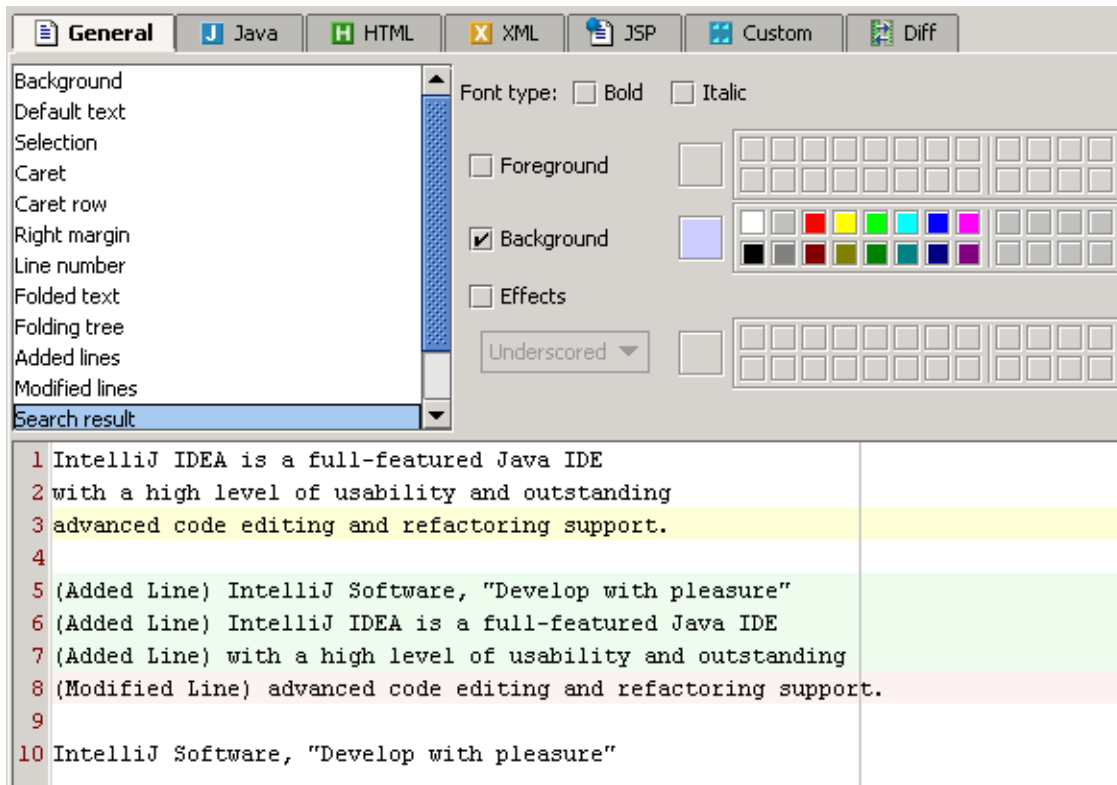 General Java HTML XML JSP Custom Diff
Background
Default text
Selection
Caret
Caret row
Right margin
Line number
Folded text
Folding tree
Added lines
Modified lines
Search result
Font type: Bold Italic
Foreground
Background
Effects
Underscored
1 IntelliJ IDEA is a full-featured Java IDE
2 with a high level of usability and outstanding
3 advanced code editing and refactoring support.
4
5 (Added Line) IntelliJ Software, "Develop with pleasure"
6 (Added Line) IntelliJ IDEA is a full-featured Java IDE
7 (Added Line) with a high level of usability and outstanding
8 (Modified Line) advanced code editing and refactoring support.
9
10 IntelliJ Software, "Develop with pleasure"